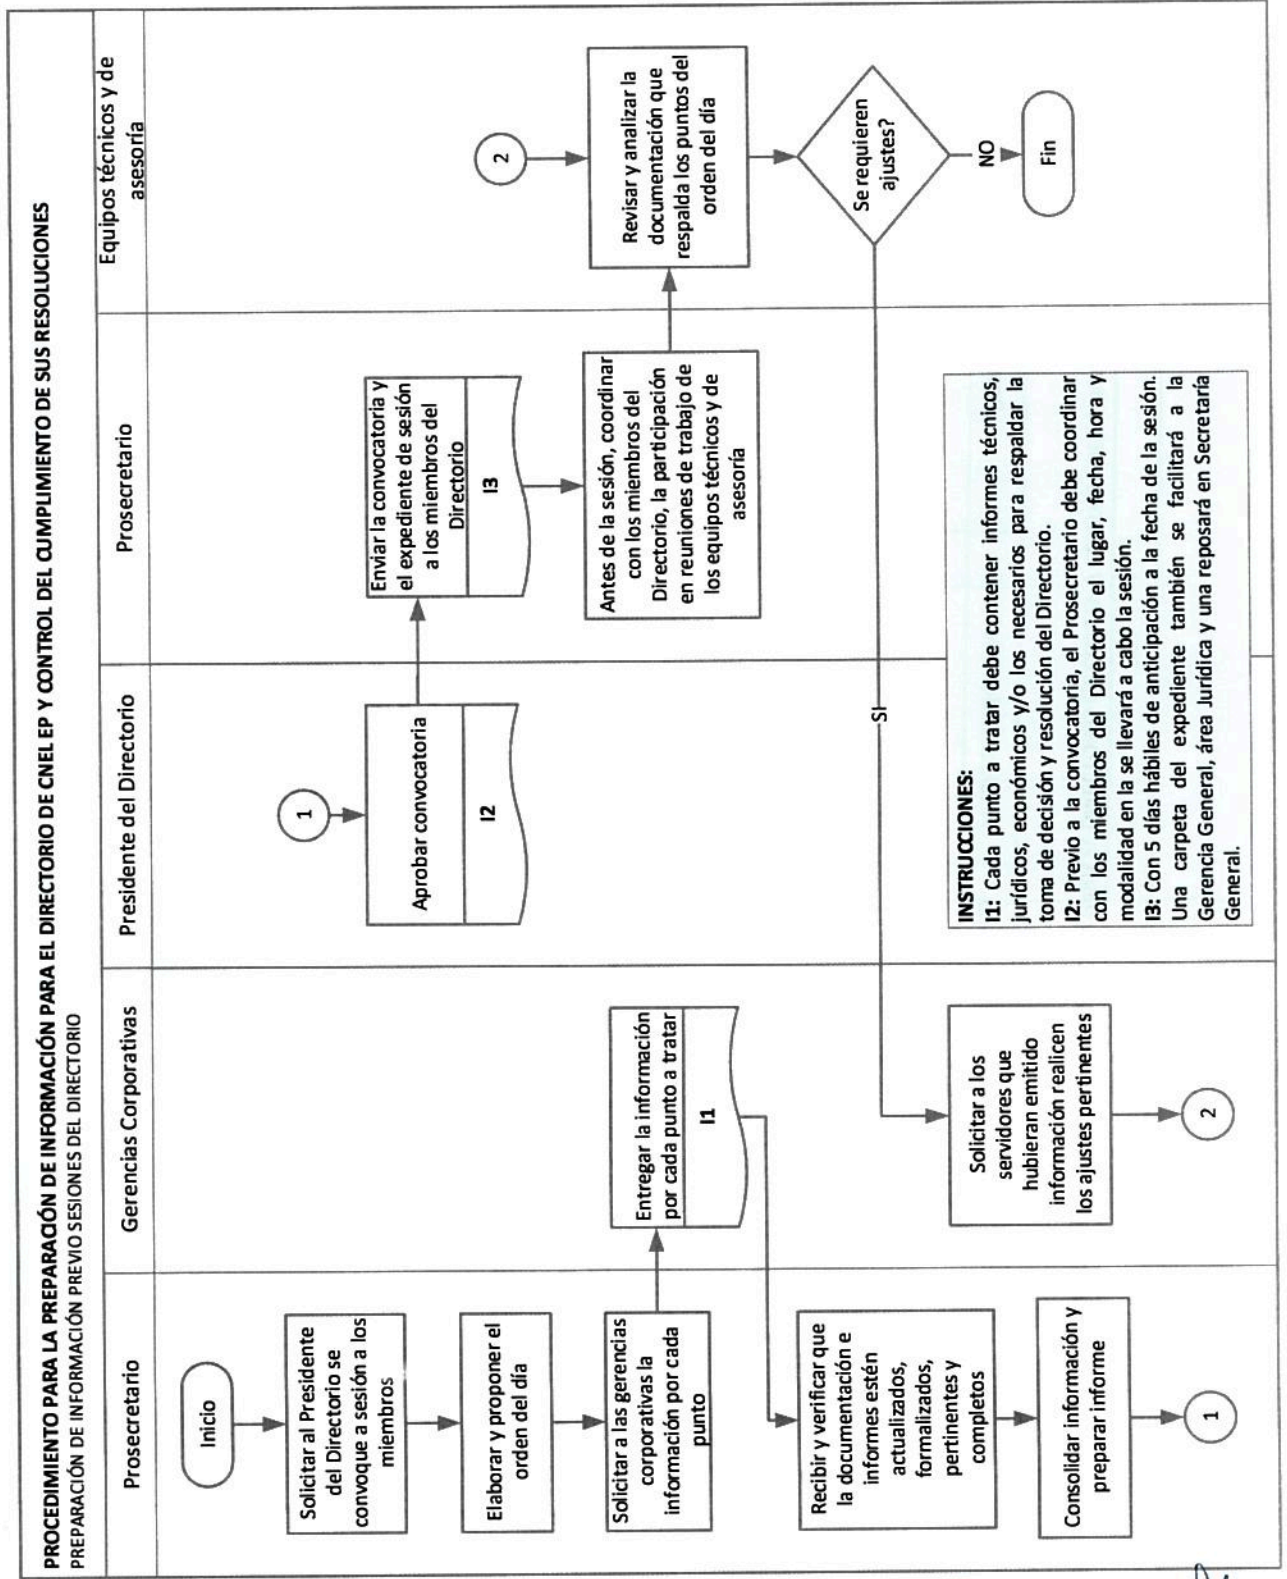 PROCEDIMIENTO PARA LA PREPARACIÓN DE INFORMACIÓN PARA EL DIRECTORIO DE CNEL EP Y CONTROL DEL CUMPLIMIENTO DE SUS RESOLUCIONES
PREPARACIÓN DE INFORMACIÓN PREVIO SESIONES DEL DIRECTORIO
Prosecretario
Gerencias Corporativas
Presidente del Directorio
Prosecretario
Equipos técnicos y de
asesoría
Inicio
Solicitar al Presidente
del Directorio se
convoque a sesión a los
miembros
Elaborar y proponer el
orden del día
Solicitar a las gerencias
corporativas la
información por cada
punto
Entregar la información
por cada punto a tratar
I1
Recibir y verificar que
la documentación e
informes estén
actualizados,
formalizados,
pertinentes y
completos
Consolidar información y
preparar informe
1
1
Aprobar convocatoria
I2
Enviar la convocatoria y
el expediente de sesión
a los miembros del
Directorio
I3
Antes de la sesión, coordinar
con los miembros del
Directorio, la participación
en reuniones de trabajo de
los equipos técnicos y de
asesoría
2
Revisar y analizar la
documentación que
respalda los puntos del
orden del día
Se requieren
ajustes?
NO
Fin
SI
Solicitar a los
servidores que
hubieran emitido
información realicen
los ajustes pertinentes
2
INSTRUCCIONES:
I1: Cada punto a tratar debe contener informes técnicos,
jurídicos, económicos y/o los necesarios para respaldar la
toma de decisión y resolución del Directorio.
I2: Previo a la convocatoria, el Prosecretario debe coordinar
con los miembros del Directorio el lugar, fecha, hora y
modalidad en la se llevará a cabo la sesión.
I3: Con 5 días hábiles de anticipación a la fecha de la sesión.
Una carpeta del expediente también se facilitará a la
Gerencia General, área Jurídica y una reposará en Secretaría
General.